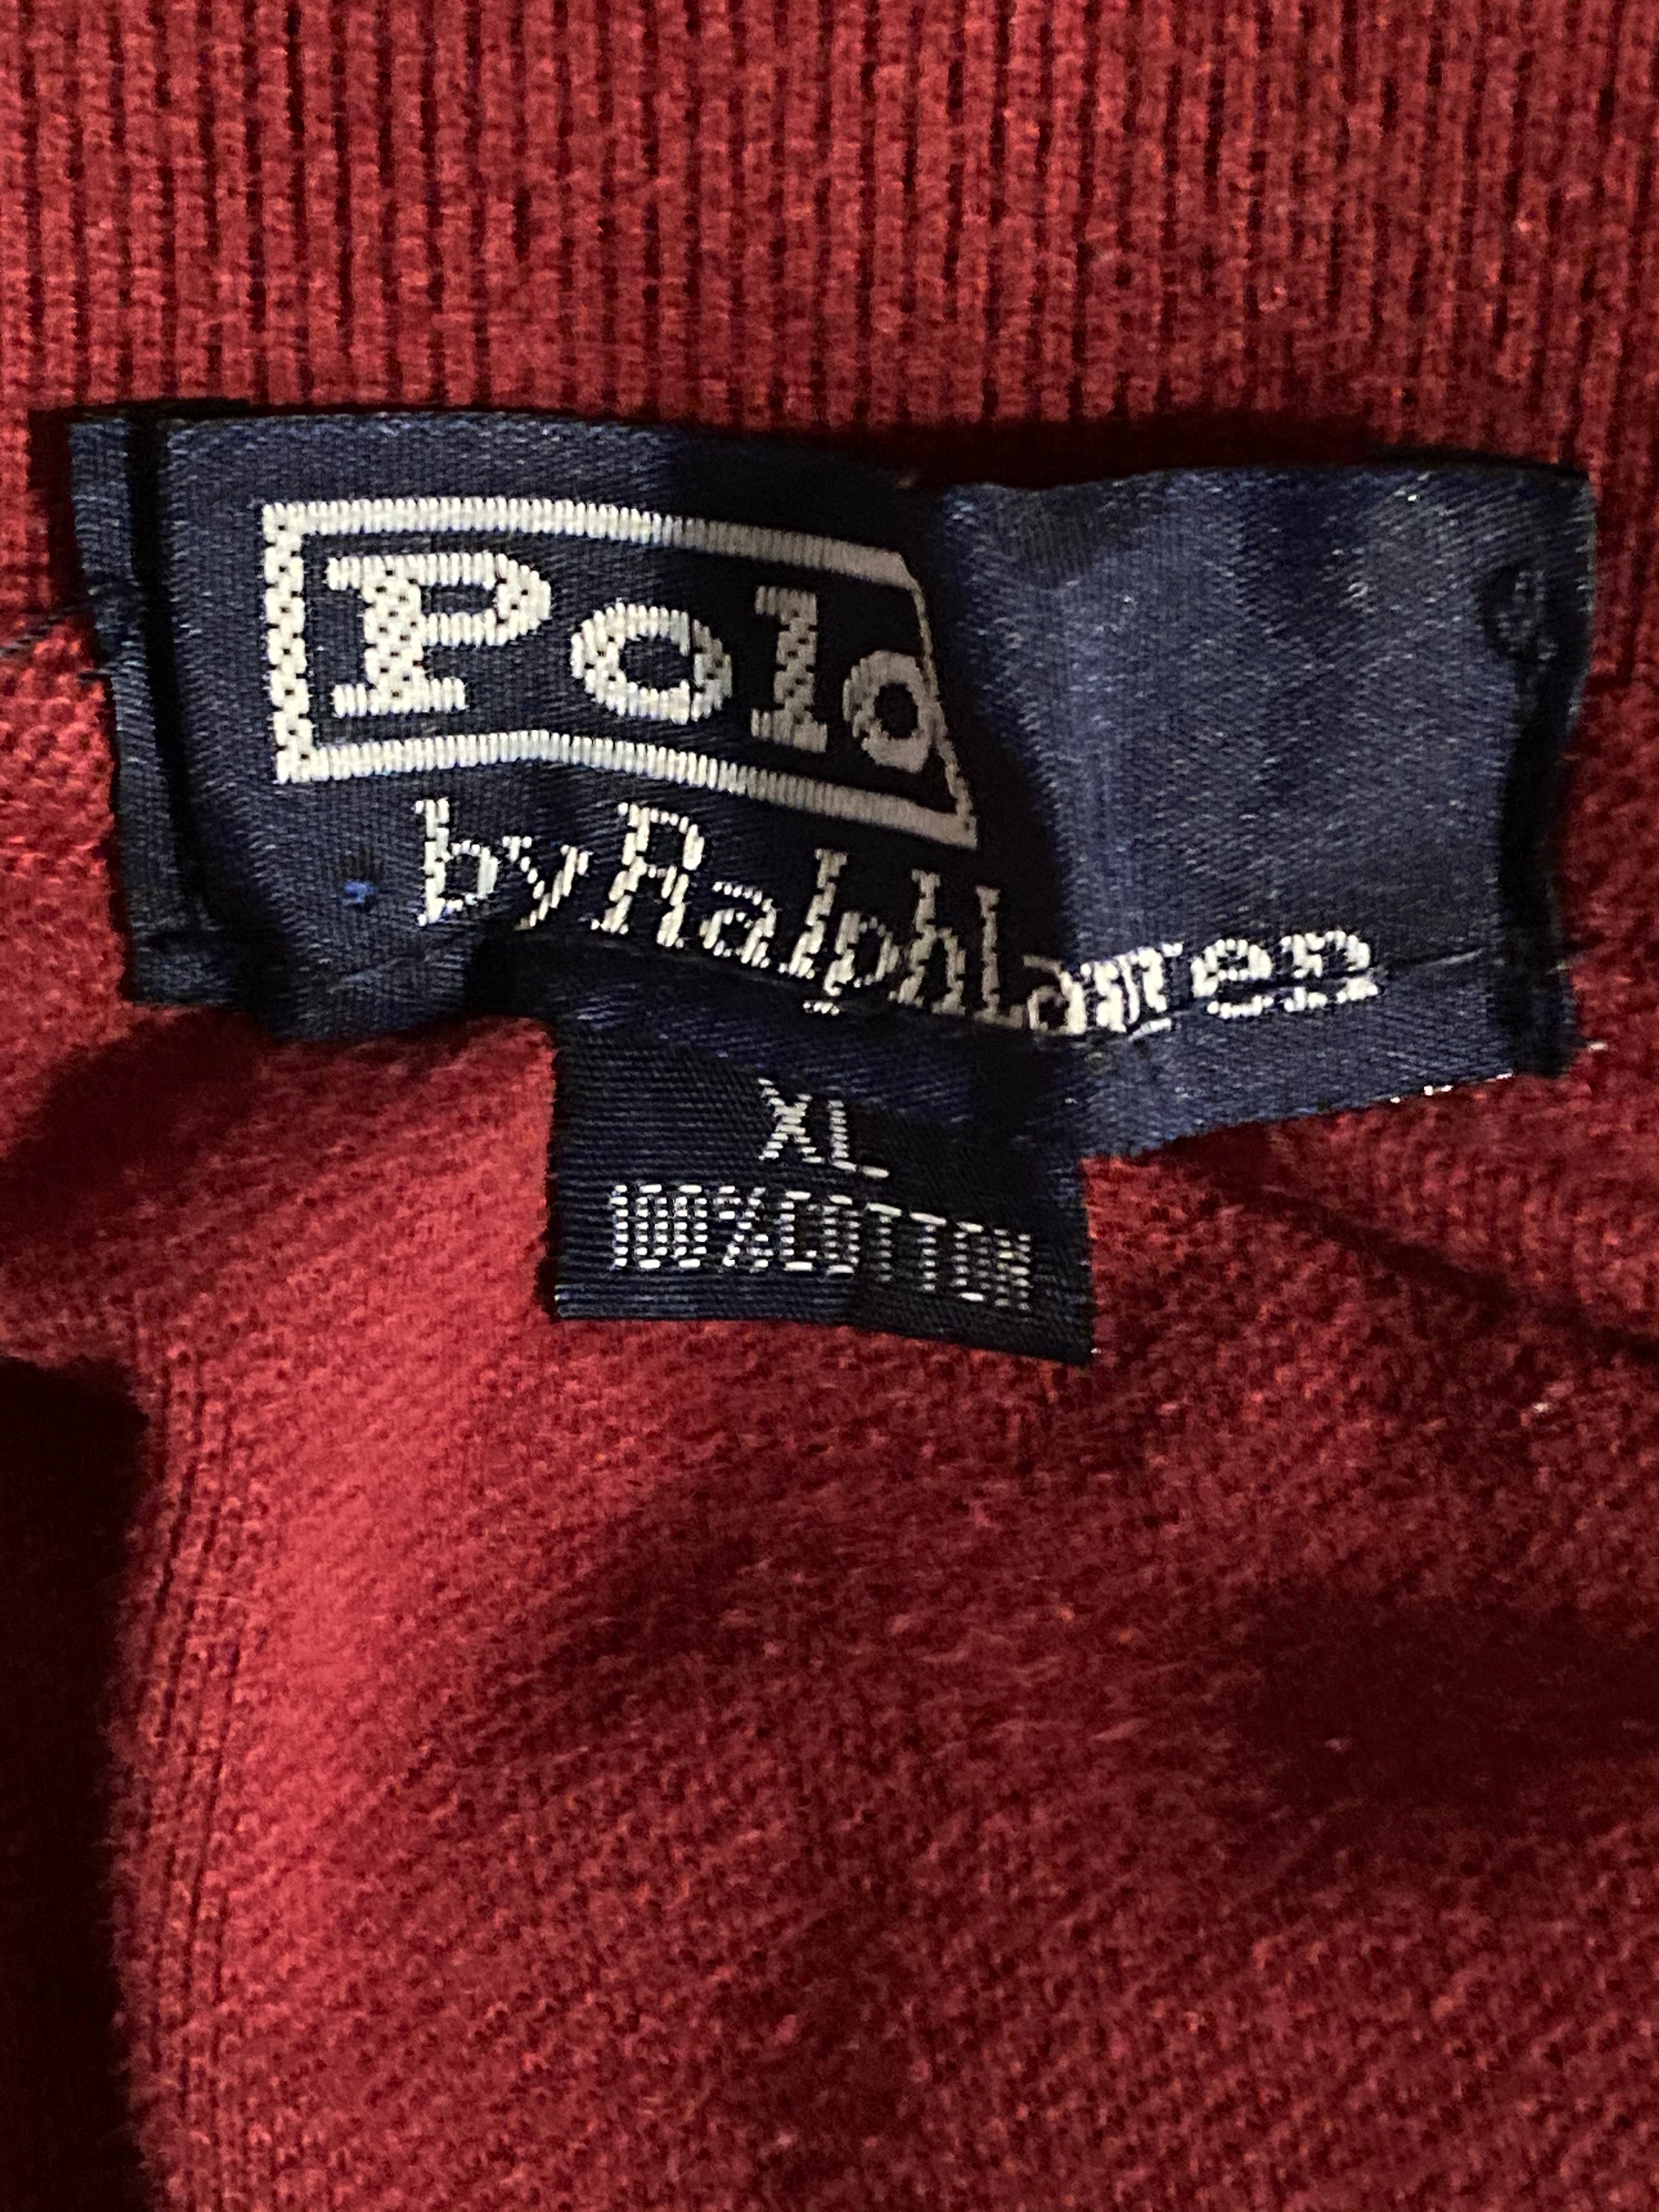 Polo
by Ralph Lauren
XL
100% COTTON